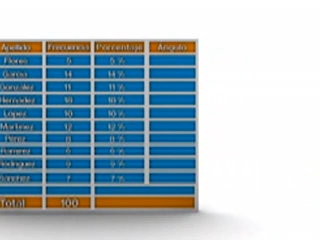 Apellido Frecuencia Porcentaje Angulo
Flores 5 5 %
Garcia 14 14 %
Gonzalez 11 11 %
Hernadez 18 18 %
Lopez 10 10 %
Martinez 12 12 %
Perez 8 8 %
Ramirez 6 6 %
Rodriguez 9 9 %
Sanchez 7 7 %
Total 100